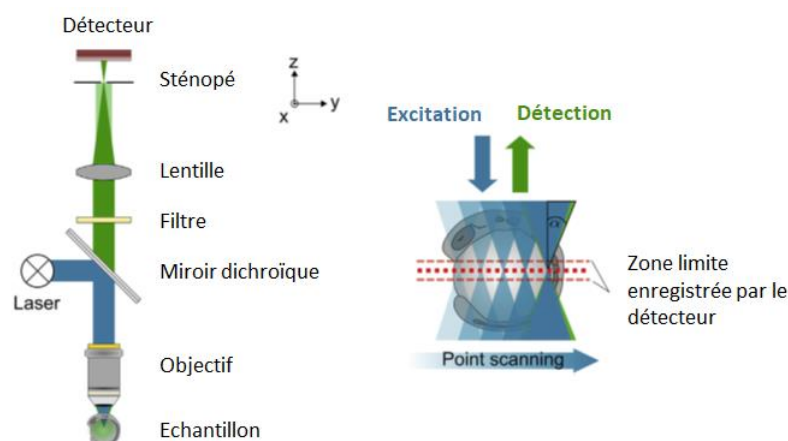 Détecteur
Sténopé
z
y
x
Lentille
Filtre
Miroir dichroïque
Laser
Objectif
Echantillon
Excitation
Détection
α
Zone limite
enregistrée par le
détecteur
Point scanning